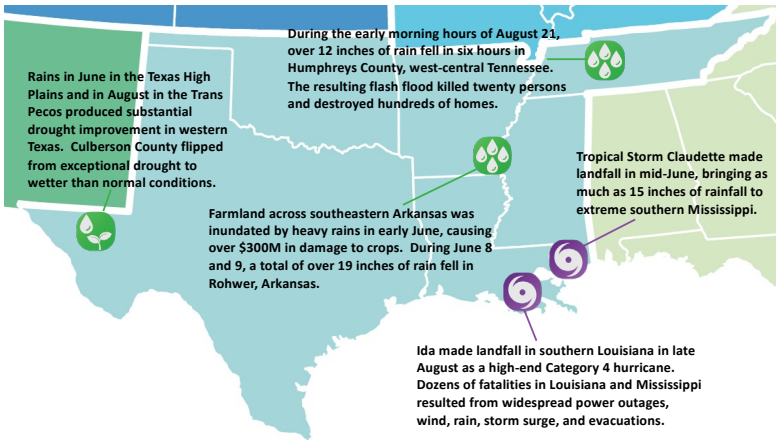 During the early morning hours of August 21,
over 12 inches of rain fell in six hours in
Humphreys County, west-central Tennessee.
The resulting flash flood killed twenty persons
and destroyed hundreds of homes.
Rains in June in the Texas High
Plains and in August in the Trans
Pecos produced substantial
drought improvement in western
Texas. Culberson County flipped
from exceptional drought to
wetter than normal conditions.
Tropical Storm Claudette made
landfall in mid-June, bringing as
much as 15 inches of rainfall to
extreme southern Mississippi.
Farmland across southeastern Arkansas was
inundated by heavy rains in early June, causing
over $300M in damage to crops. During June 8
and 9, a total of over 19 inches of rain fell in
Rohwer, Arkansas.
Ida made landfall in southern Louisiana in late
August as a high-end Category 4 hurricane.
Dozens of fatalities in Louisiana and Mississippi
resulted from widespread power outages,
wind, rain, storm surge, and evacuations.